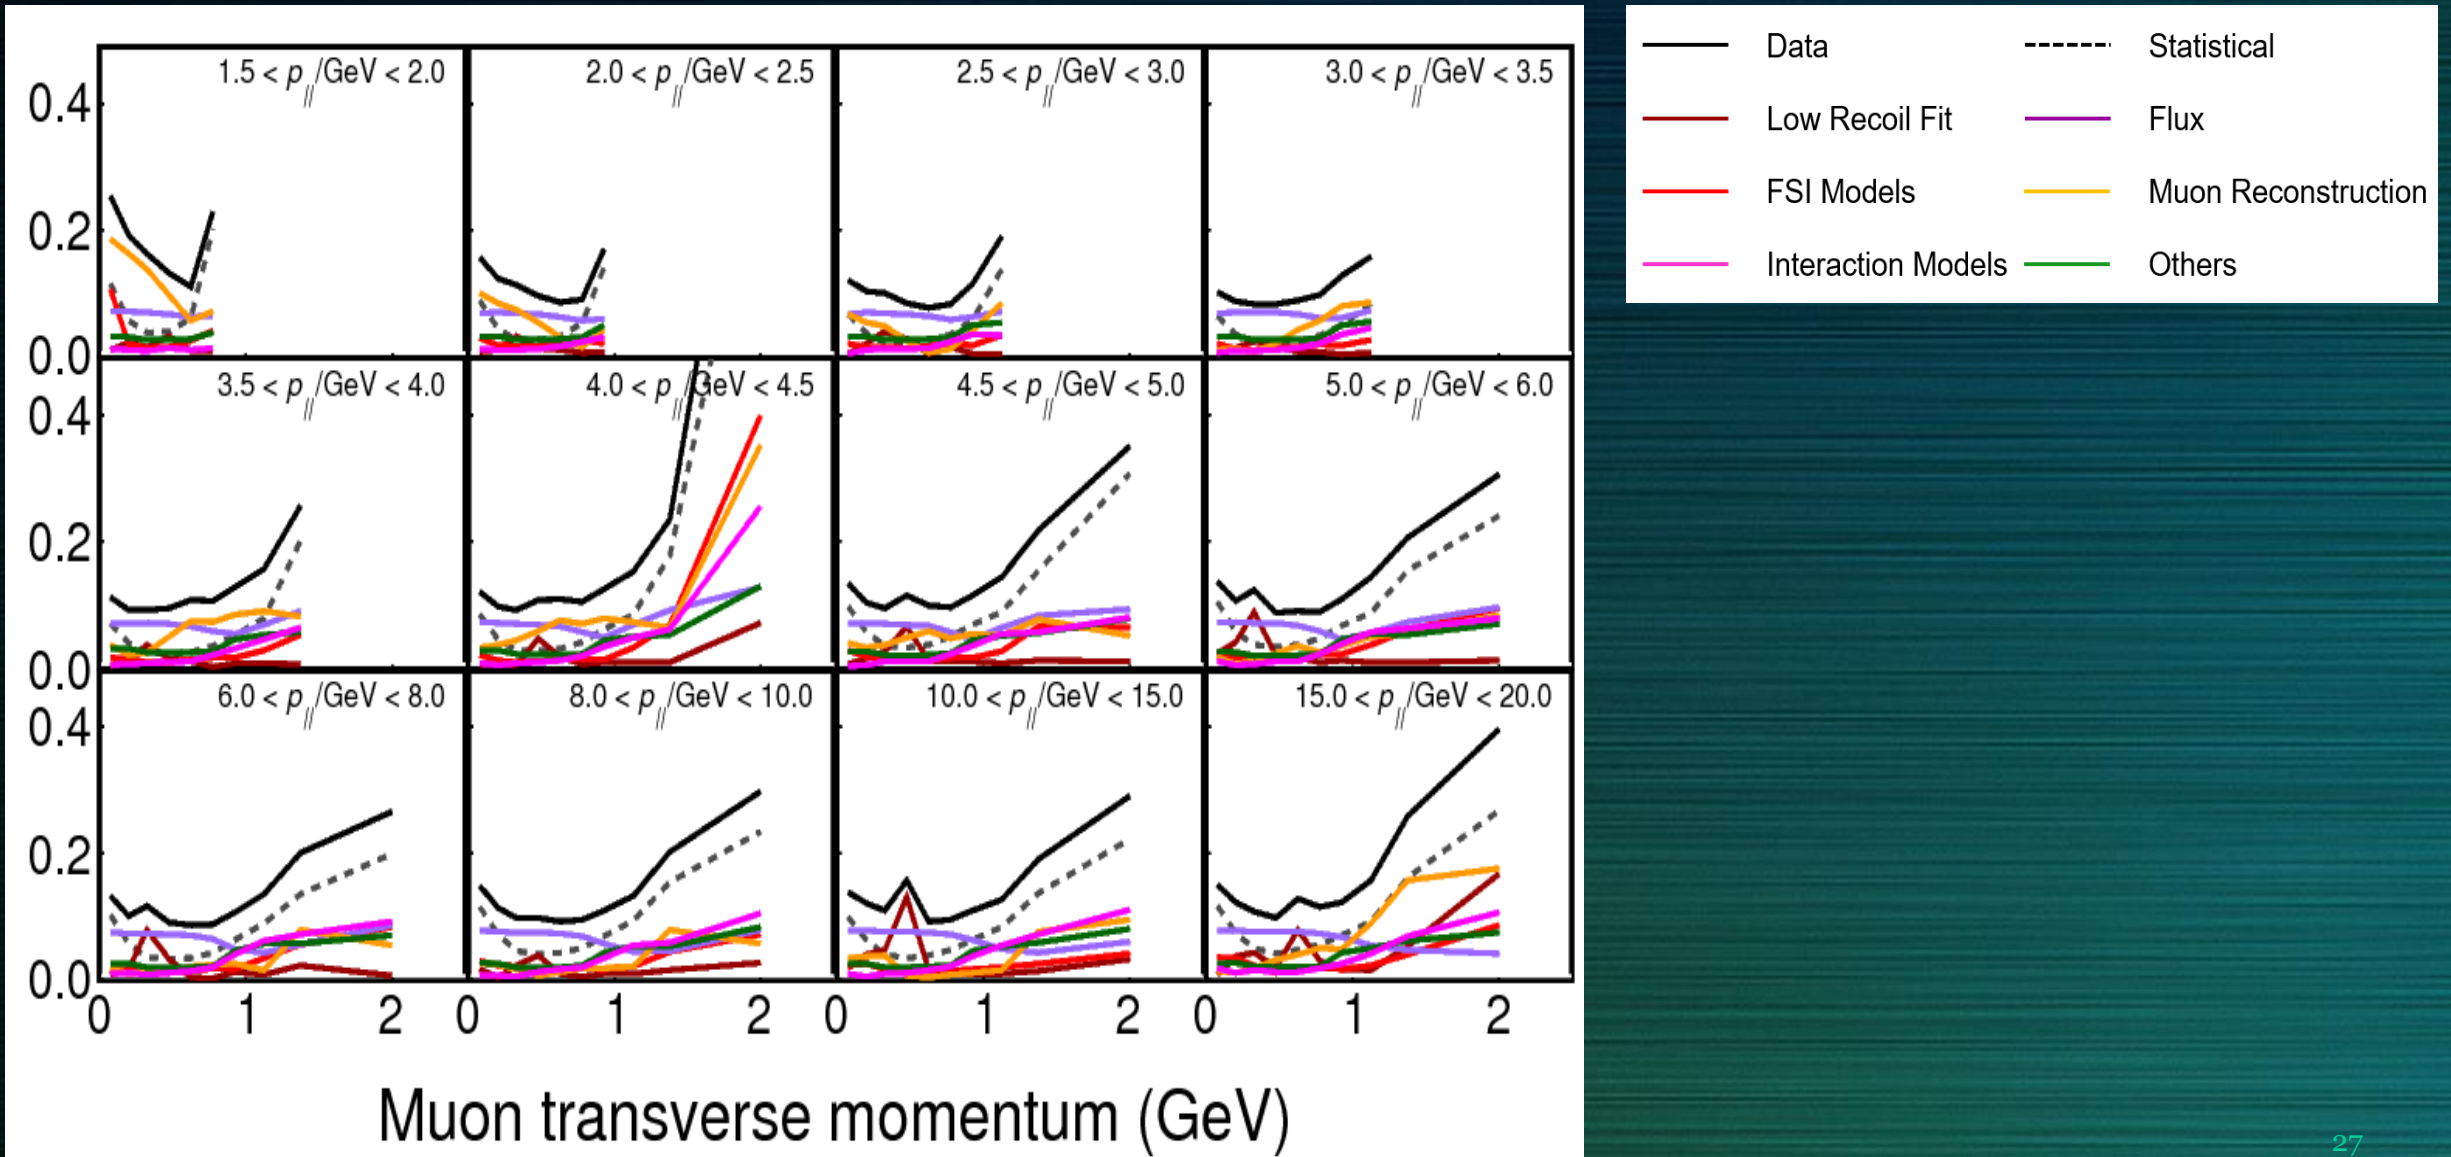 1.5 < p///GeV < 2.0
2.0 < p///GeV < 2.5
2.5 < p///GeV < 3.0
3.0 < p///GeV < 3.5
0.4
0.2
0.0
3.5 < p///GeV < 4.0
4.0 < p///GeV < 4.5
4.5 < p///GeV < 5.0
5.0 < p///GeV < 6.0
0.0
0.4
0.2
0.0
6.0 < p///GeV < 8.0
8.0 < p///GeV < 10.0
10.0 < p///GeV < 15.0
15.0 < p///GeV < 20.0
0.0
0.4
0.2
0.0
0 1 2 0 1 2 0 1 2 0 1 2
Muon transverse momentum (GeV)
Data
Statistical
Low Recoil Fit
Flux
FSI Models
Muon Reconstruction
Interaction Models
Others
27